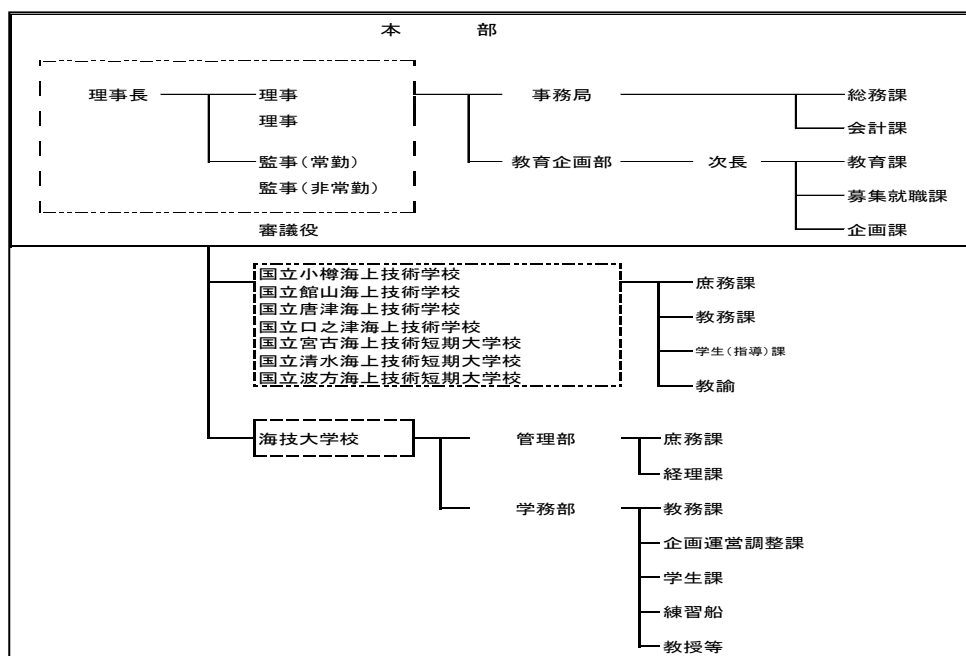 本 部
理事長 理事 事務局 総務課
理事 会計課
監事(常勤) 教育企画部 次長 教育課
監事(非常勤) 募集就職課
審議役 企画課
国立小樽海上技術学校
国立館山海上技術学校
国立唐津海上技術学校
国立口之津海上技術学校
国立宮古海上技術短期大学校
国立清水海上技術短期大学校
国立波方海上技術短期大学校
庶務課
教務課
学生(指導)課
教諭
海技大学校 管理部 庶務課
経理課
学務部 教務課
企画運営調整課
学生課
練習船
教授等